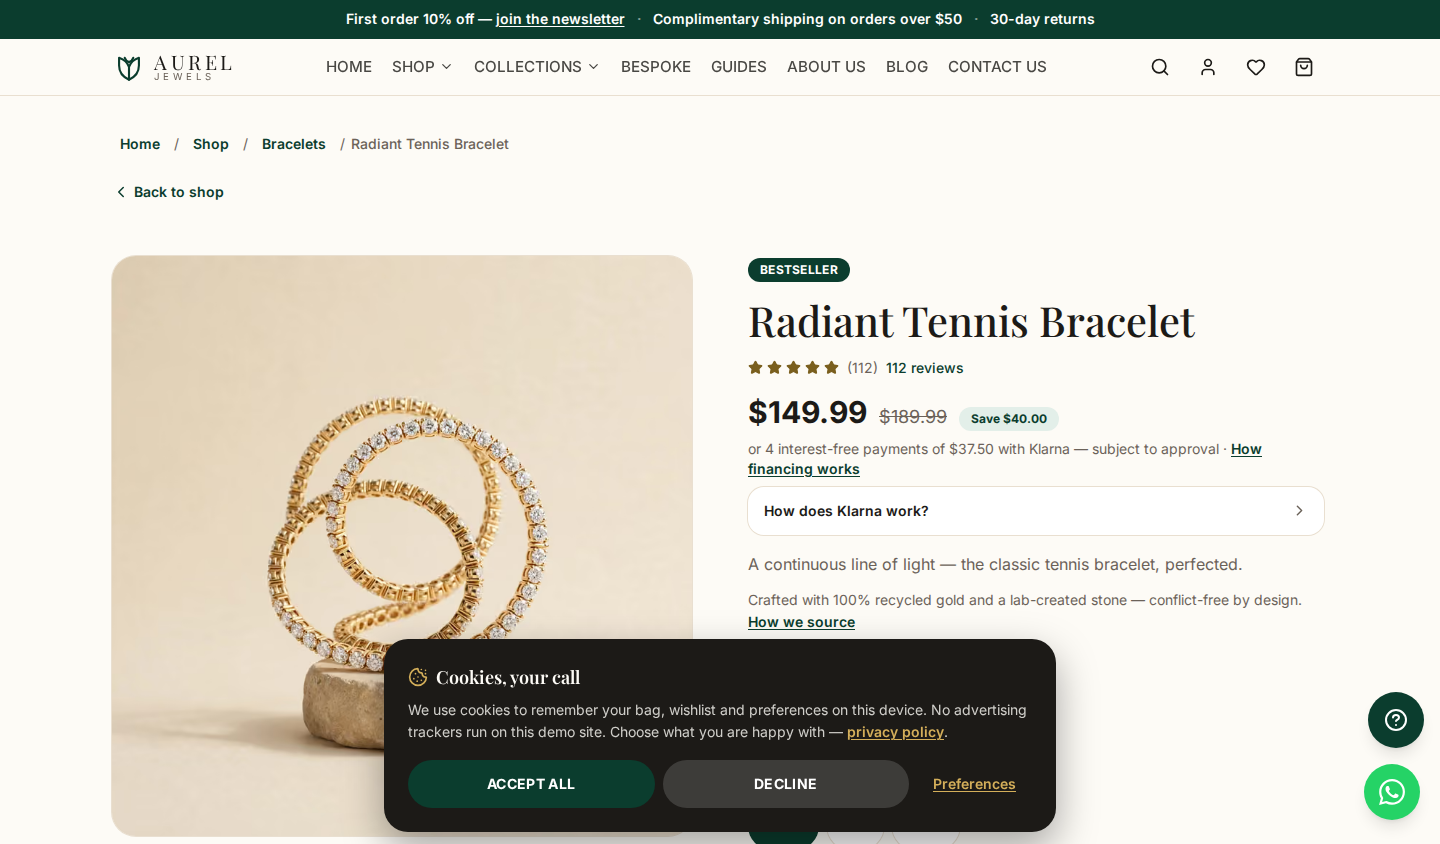 First order 10% off — join the newsletter · Complimentary shipping on orders over $50 · 30-day returns
AUREL
JEWELS
HOME SHOP COLLECTIONS BESPOKE GUIDES ABOUT US BLOG CONTACT US
Home / Shop / Bracelets / Radiant Tennis Bracelet
Back to shop
BESTSELLER
Radiant Tennis Bracelet
(112) 112 reviews
$149.99 $189.99 Save $40.00
or 4 interest-free payments of $37.50 with Klarna — subject to approval · How
financing works
How does Klarna work?
A continuous line of light — the classic tennis bracelet, perfected.
Crafted with 100% recycled gold and a lab-created stone — conflict-free by design.
How we source
Cookies, your call
We use cookies to remember your bag, wishlist and preferences on this device. No advertising
trackers run on this demo site. Choose what you are happy with — privacy policy.
ACCEPT ALL DECLINE Preferences